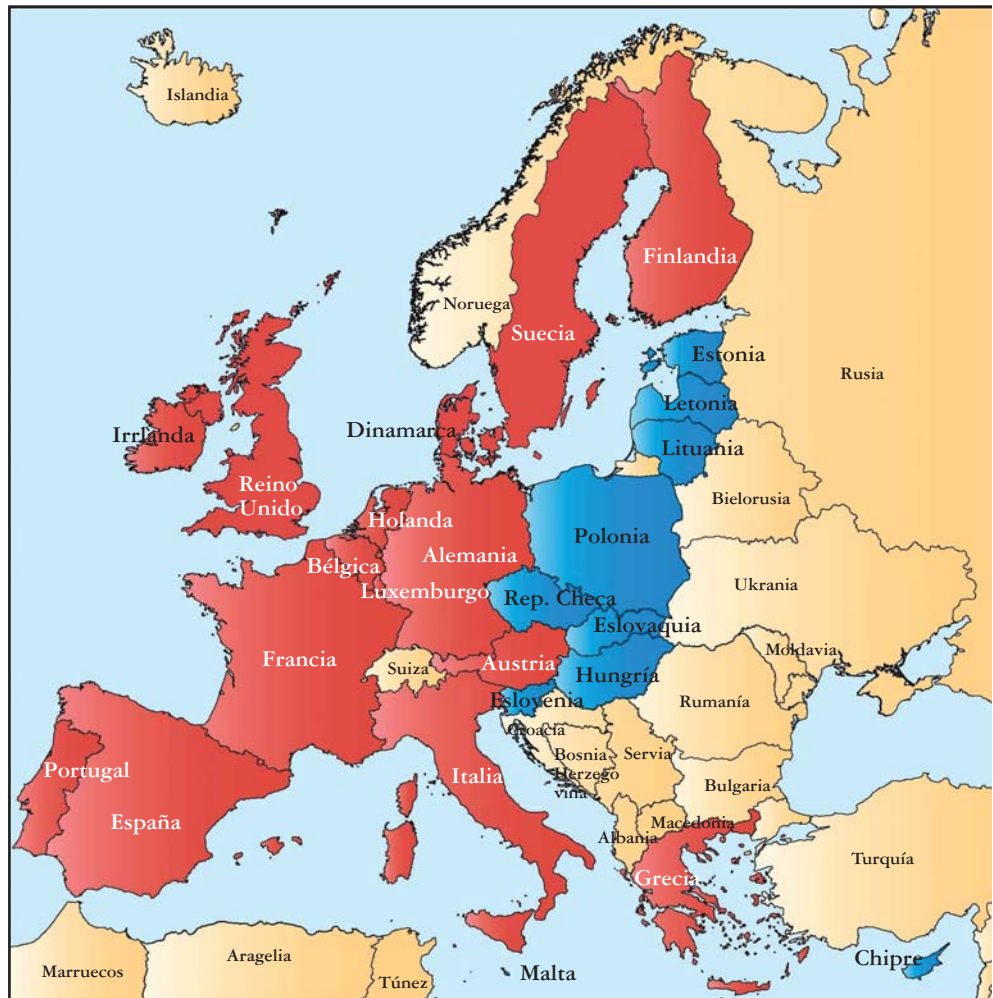 Islandia
Finlandia
Noruega
Suecia
Estonia
Rusia
Letonia
Irrlanda
Dinamarca
Lituania
Reino
Unido
Bielorusia
Holanda
Polonia
Alemania
Bélgica
Ukrania
Luxemburgo
Rep. Checa
Eslovaquia
Francia
Suiza
Austria
Moldavia
Hungría
Eslovenia
Rumanía
Croacia
Bosnia
Herzego
vina
Servia
Portugal
Italia
Bulgaria
España
Macedonia
Albania
Turquía
Grecia
Aragelia
Chipre
Marruecos
Túnez
Malta